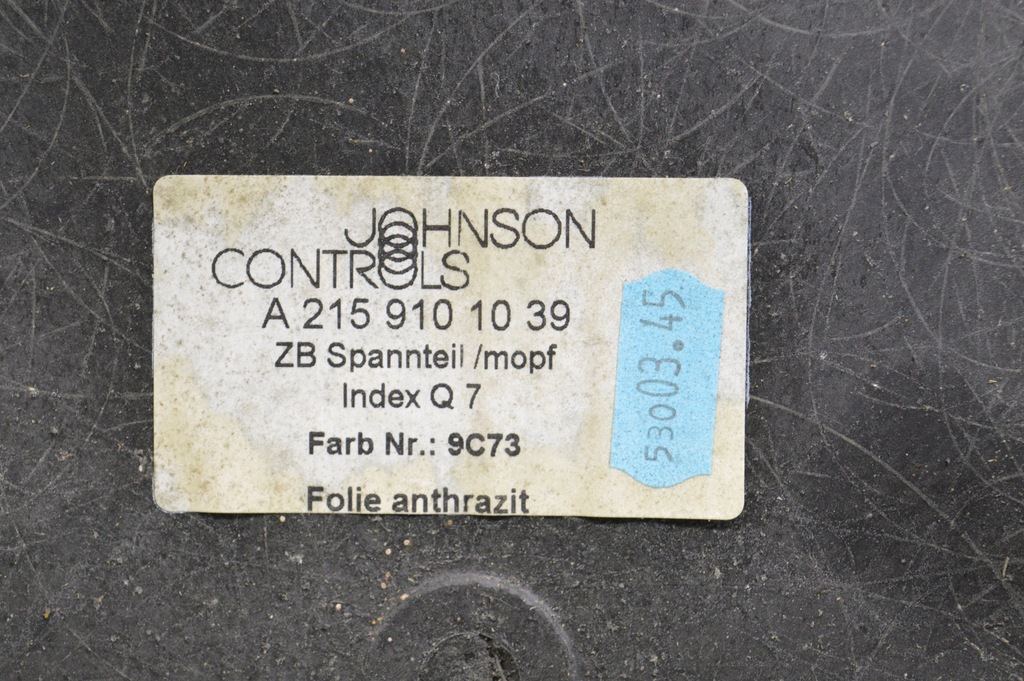 JOHNSON
CONTROLS
A 215 910 10 39
ZB Spannteil /mopf
Index Q 7
Farb Nr.: 9C73
Folie anthrazit
53003.45